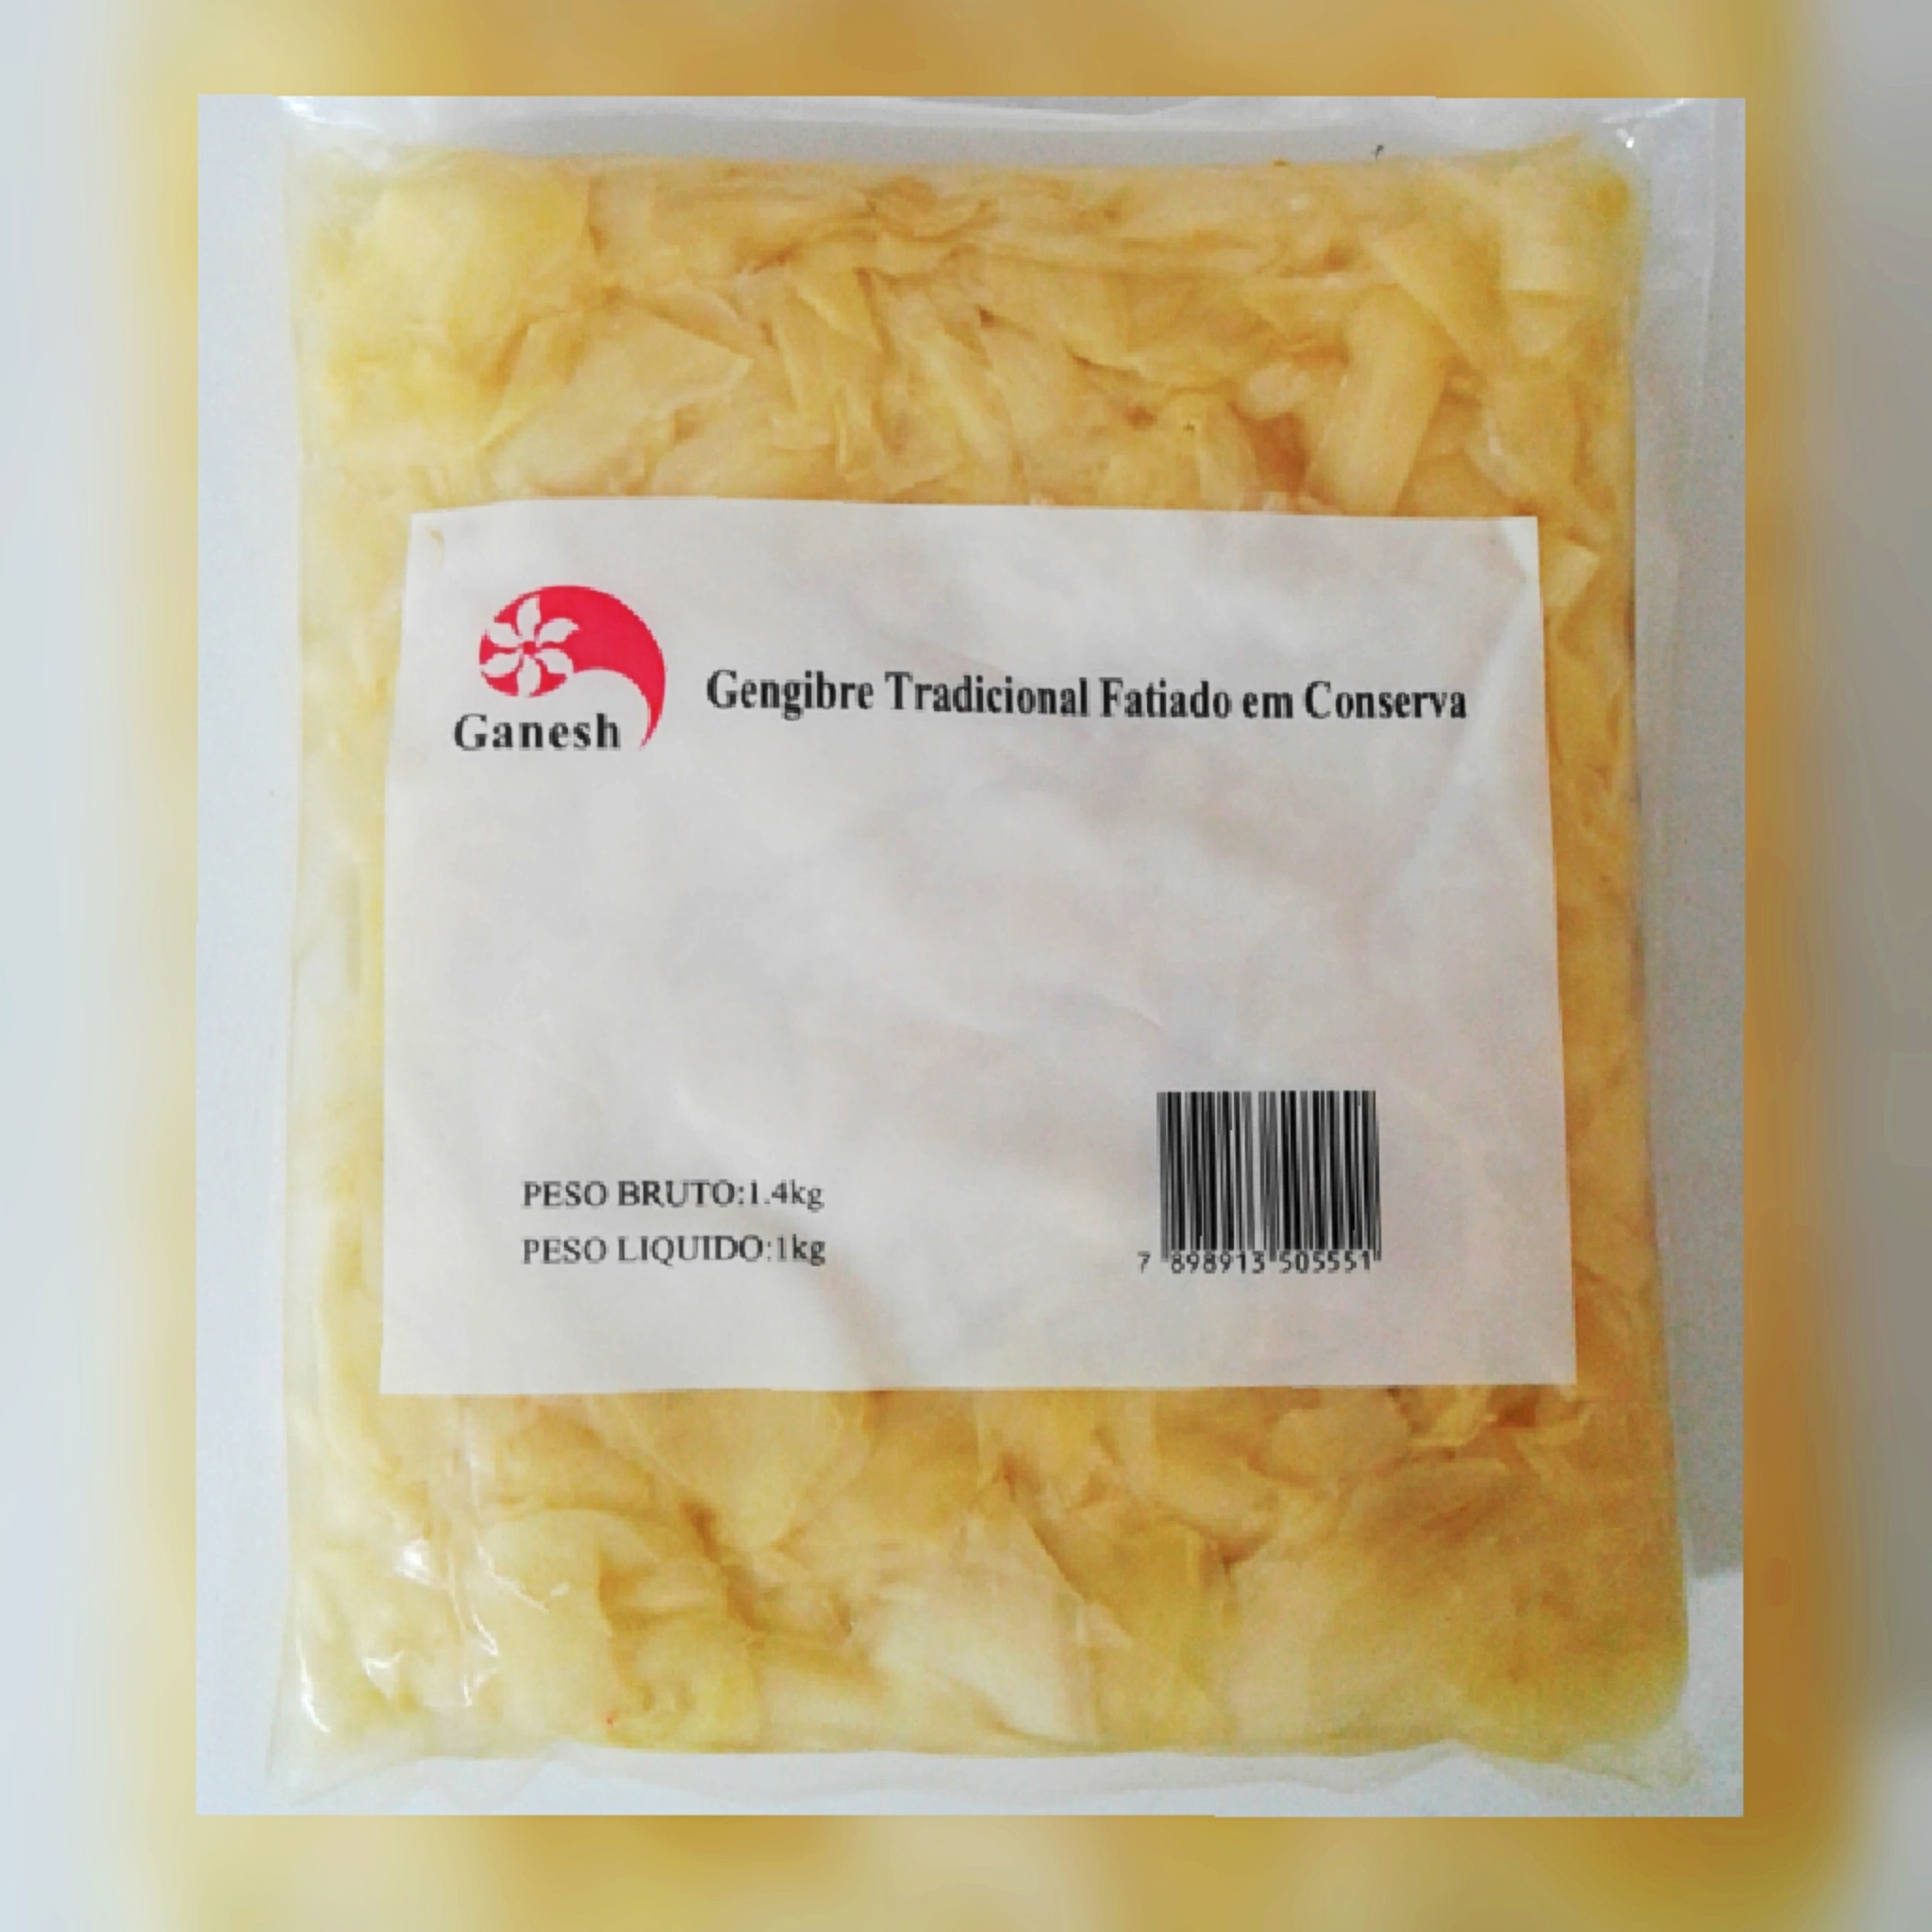 Ganesh
Gengibre Tradicional Fatiado em Conserva
PESO BRUTO:1.4kg
PESO LIQUIDO:1kg
7 898913 505551